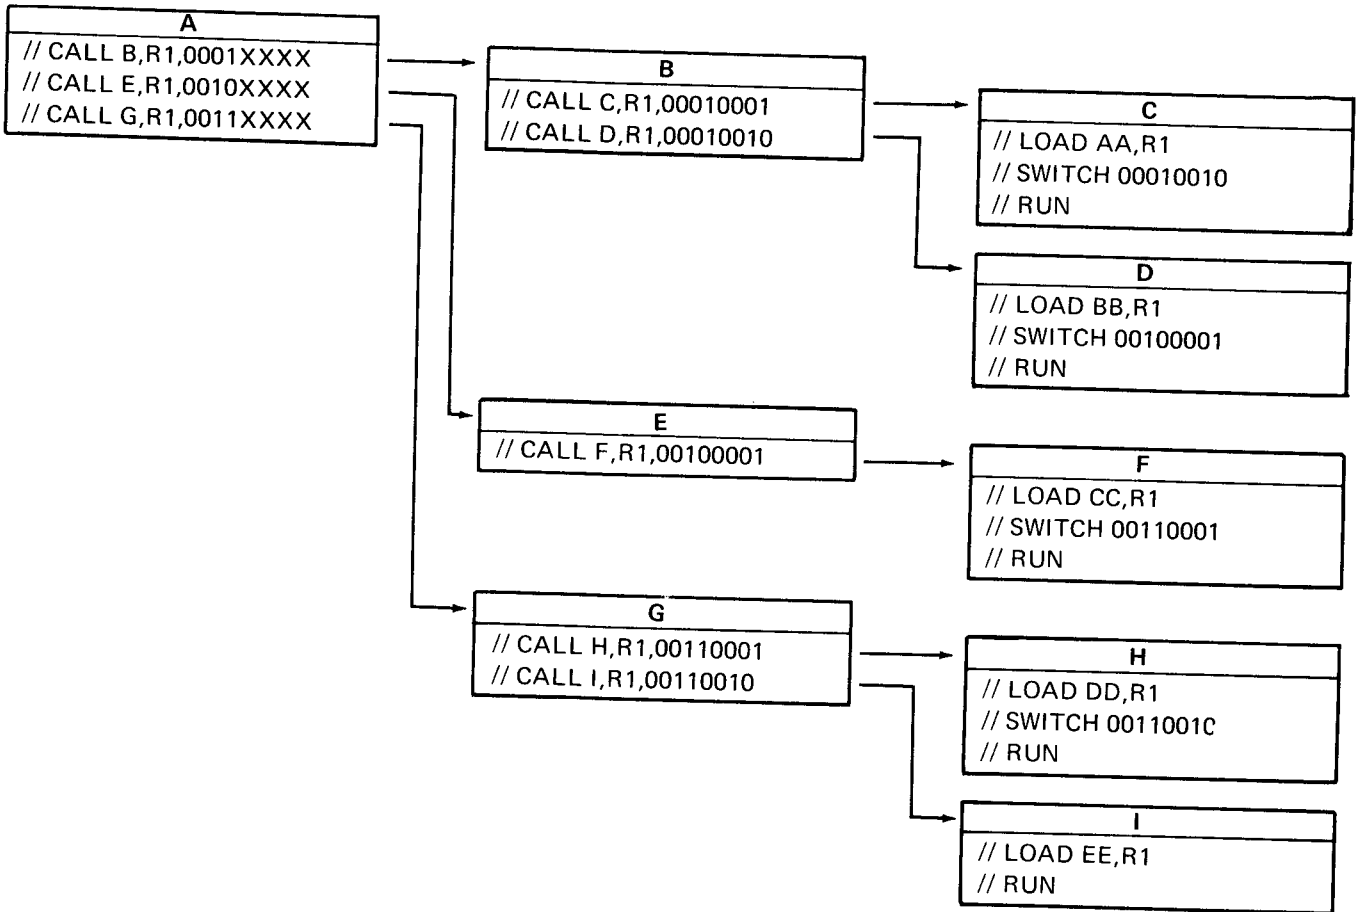 A
// CALL B,R1,0001XXXX
// CALL E,R1,0010XXXX
// CALL G,R1,0011XXXX
B
// CALL C,R1,00010001
// CALL D,R1,00010010
C
// LOAD AA,R1
// SWITCH 00010010
// RUN
D
// LOAD BB,R1
// SWITCH 00100001
// RUN
E
// CALL F,R1,00100001
F
// LOAD CC,R1
// SWITCH 00110001
// RUN
G
// CALL H,R1,00110001
// CALL I,R1,00110010
H
// LOAD DD,R1
// SWITCH 00110010
// RUN
I
// LOAD EE,R1
// RUN